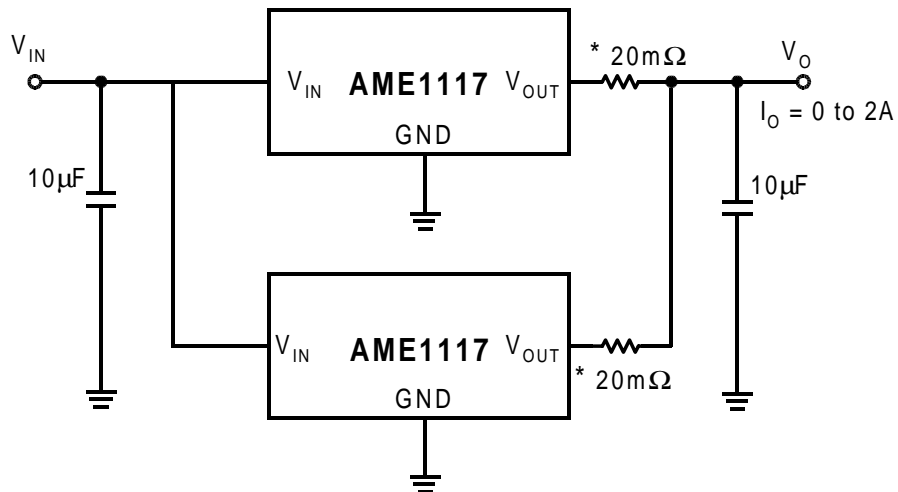 V_IN
V_IN AME1117 V_OUT
GND
* 20mΩ
V_O
I_O = 0 to 2A
10μF
10μF
V_IN AME1117 V_OUT
GND
* 20mΩ